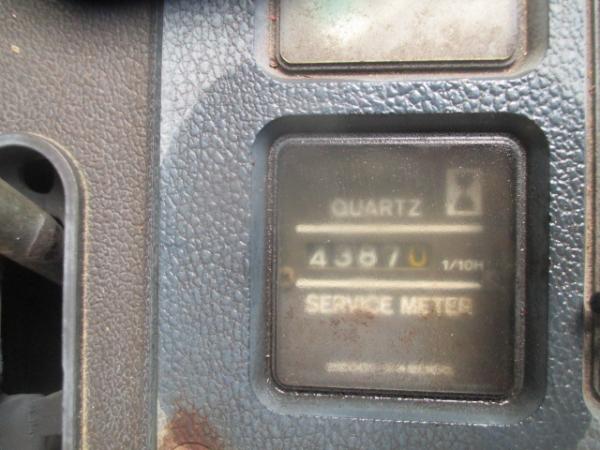 QUARTZ
43870 1/10H
SERVICE METER